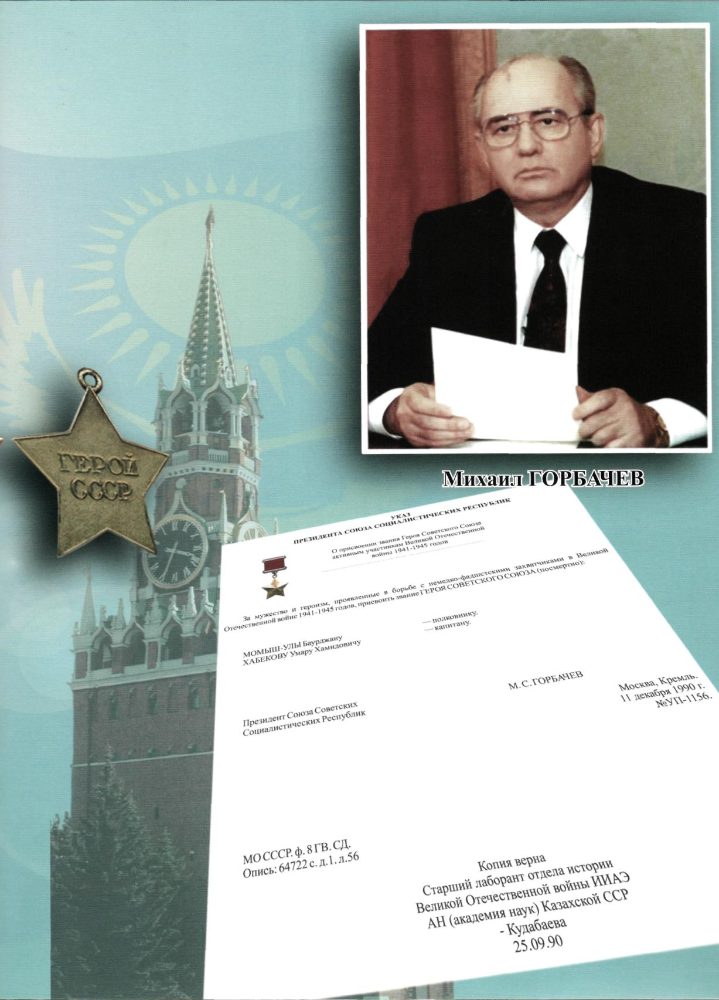 ГЕРОЙ
СССР
Михаил ГОРБАЧЕВ
УКАЗ
ПРЕЗИДЕНТА СОЮЗА СОЦИАЛИСТИЧЕСКИХ РЕСПУБЛИК
О присвоении звания Героя Советского Союза
активным участникам Великой Отечественной
войны 1941-1945 годов
За мужество и героизм, проявленные в борьбе с немедко-фадшстскими захватчиками в Великой
Отечественной войне 1941-1945 годов, присвоить звание ГЕРОЯ СОВЕТСКОГО СОЮЗА (посмертно):
МОМЫШ-УЛЫ Баурджану — полковнику.
ХАБЕКОВУ Умару Хамидовичу — капитану.
Президент Союза Советских
Социалистических Республик
М. С. ГОРБАЧЕВ
Москва, Кремль.
11 декабря 1990 г.
№УП-1156.
МО СССР. ф. 8 ГВ. СД.
Опись: 64722 с. д.1. л.56
Копия верна
Старший лаборант отдела истории
Великой Отечественной войны ИИАЭ
АН (академия наук) Казахской ССР
- Кудабаева
25.09.90